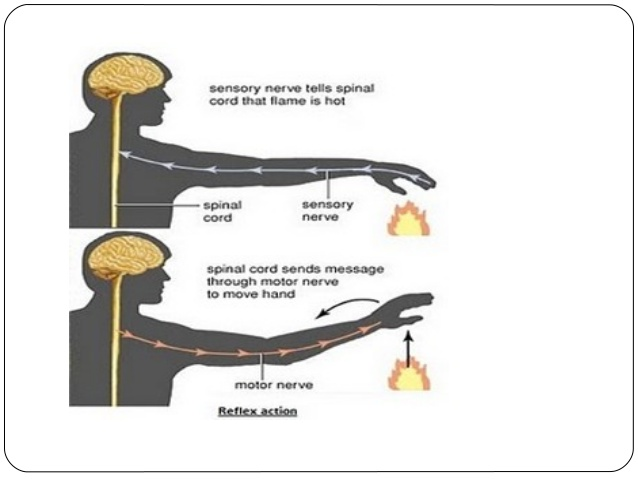 sensory nerve tells spinal
cord that flame is hot
spinal
cord
sensory
nerve
spinal cord sends message
through motor nerve
to move hand
motor nerve
Reflex action